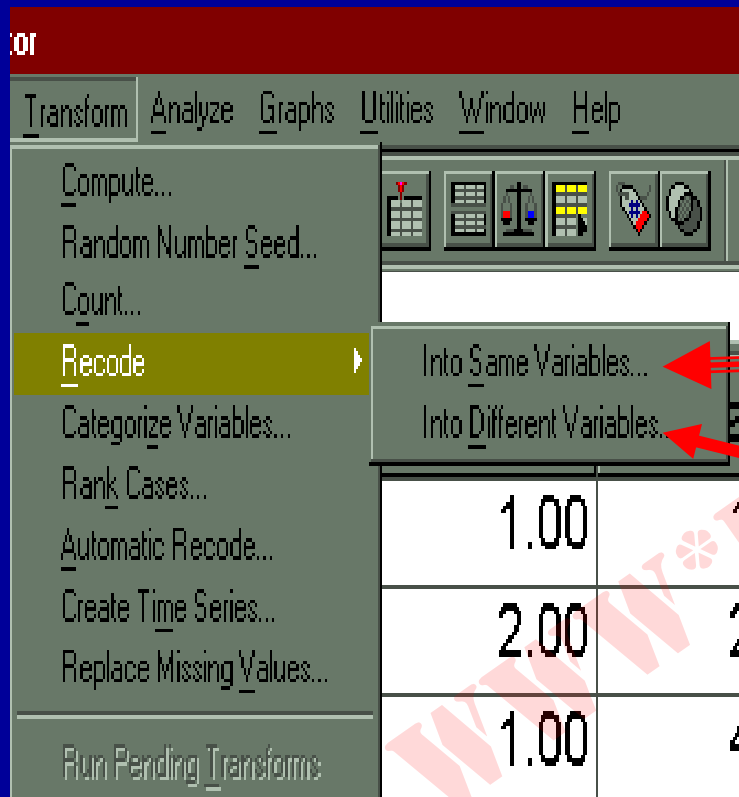 Transform Analyze Graphs Utilities Window Help
Compute...
Random Number Seed...
Count...
Recode
Into Same Variables...
Into Different Variables...
Categorize Variables...
Rank Cases...
Automatic Recode...
Create Time Series...
Replace Missing Values...
Run Pending Transforms
1.00
2.00
1.00
WWW*